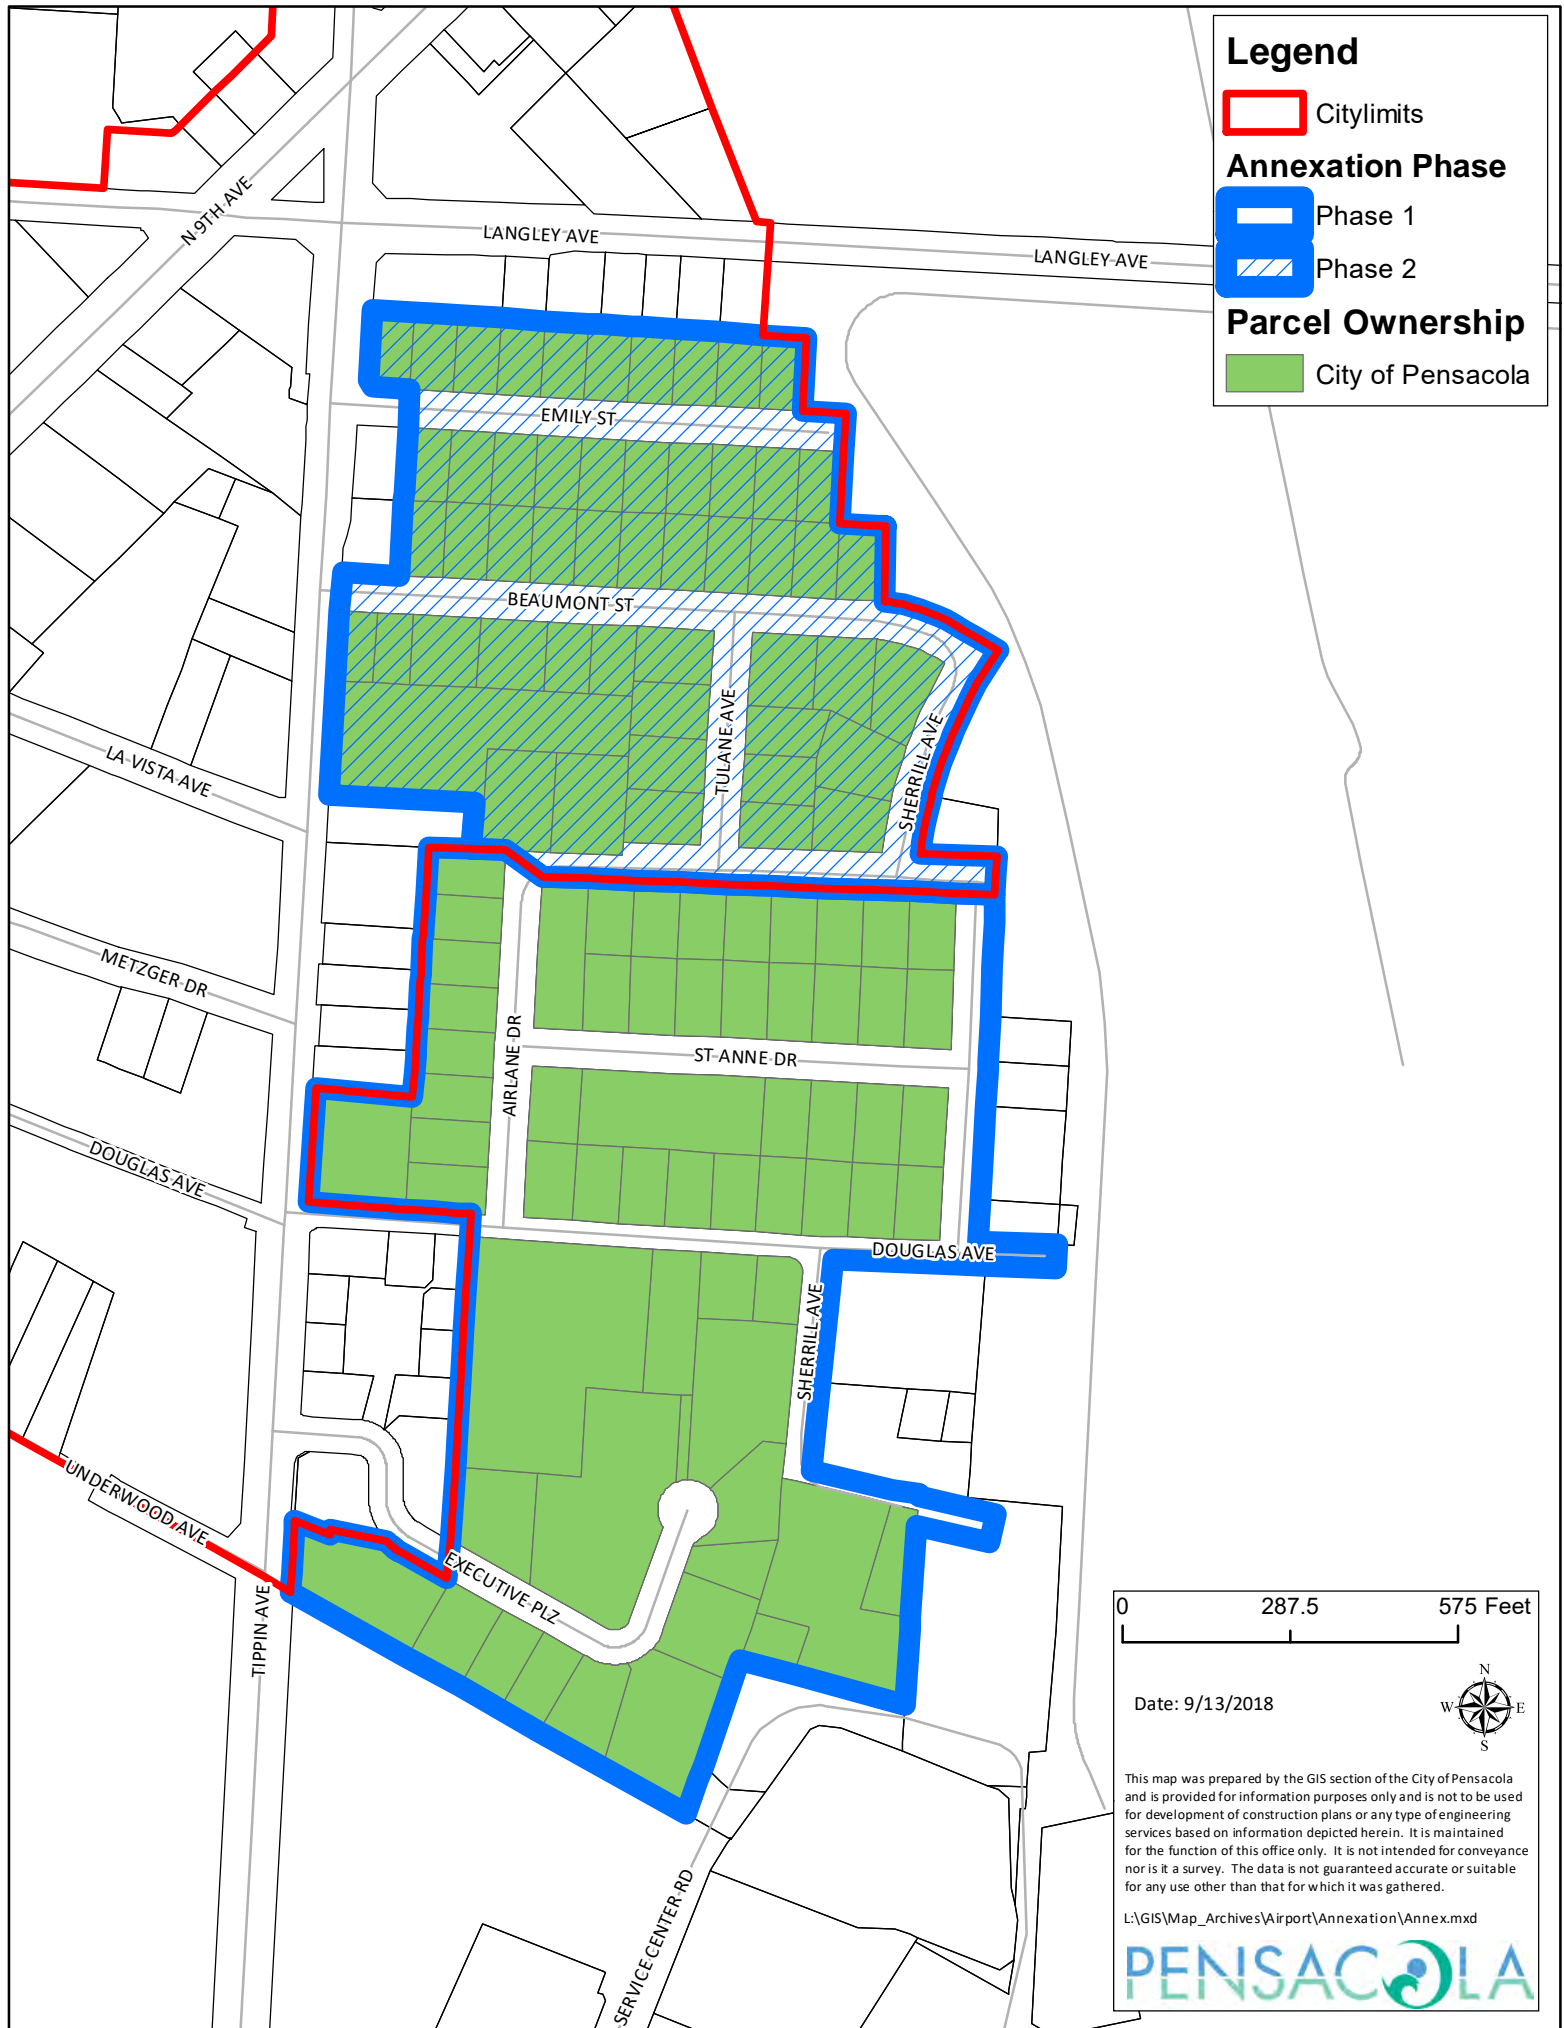 Legend
Citylimits
Annexation Phase
Phase 1
Phase 2
Parcel Ownership
City of Pensacola
N 9TH AVE
LANGLEY AVE
LANGLEY AVE
EMILY ST
BEAUMONT ST
TULANE AVE
SHERRILL AVE
LA VISTA AVE
METZGER DR
AIRLANE DR
ST ANNE DR
DOUGLAS AVE
DOUGLAS AVE
SHERRILL AVE
UNDERWOOD AVE
EXECUTIVE PLZ
TIPPIN AVE
SERVICE CENTER RD
0 287.5 575 Feet
Date: 9/13/2018
N
W E
S
This map was prepared by the GIS section of the City of Pensacola
and is provided for information purposes only and is not to be used
for development of construction plans or any type of engineering
services based on information depicted herein. It is maintained
for the function of this office only. It is not intended for conveyance
nor is it a survey. The data is not guaranteed accurate or suitable
for any use other than that for which it was gathered.
L:\GIS\Map_Archives\Airport\Annexation\Annex.mxd
PENSACOLA